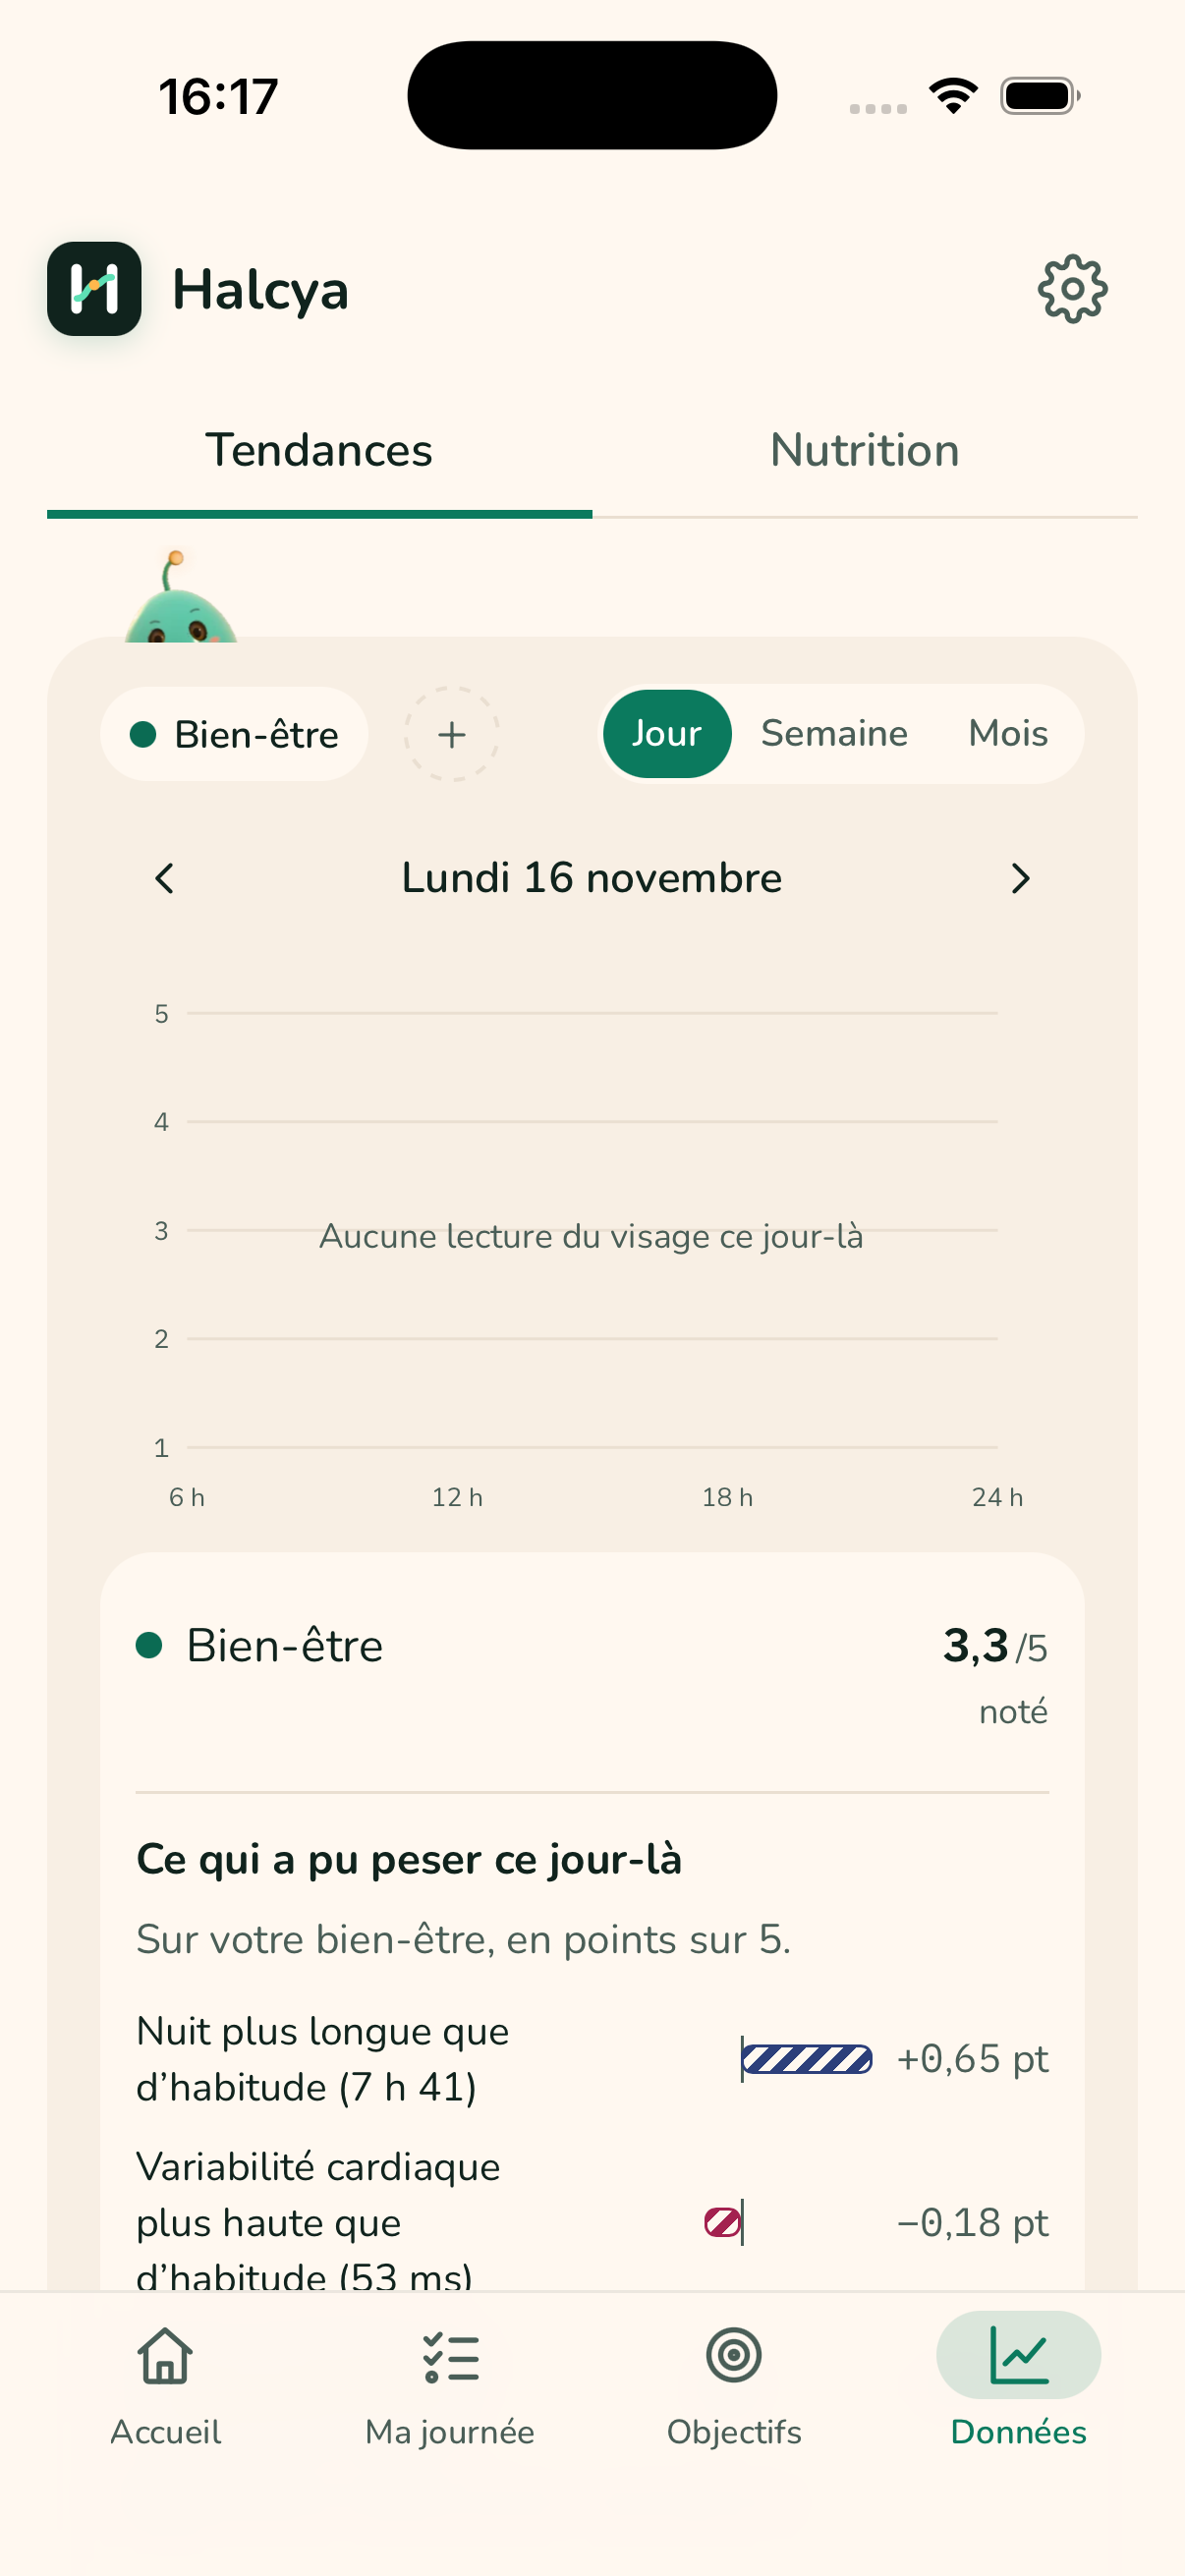 16:17
Halcya
Tendances
Nutrition
Bien-être
+
Jour
Semaine
Mois
Lundi 16 novembre
5
4
3
Aucune lecture du visage ce jour-là
2
1
6 h
12 h
18 h
24 h
Bien-être
3,3 /5
noté
Ce qui a pu peser ce jour-là
Sur votre bien-être, en points sur 5.
Nuit plus longue que
d’habitude (7 h 41)
+0,65 pt
Variabilité cardiaque
plus haute que
d’habitude (53 ms)
−0,18 pt
Accueil
Ma journée
Objectifs
Données